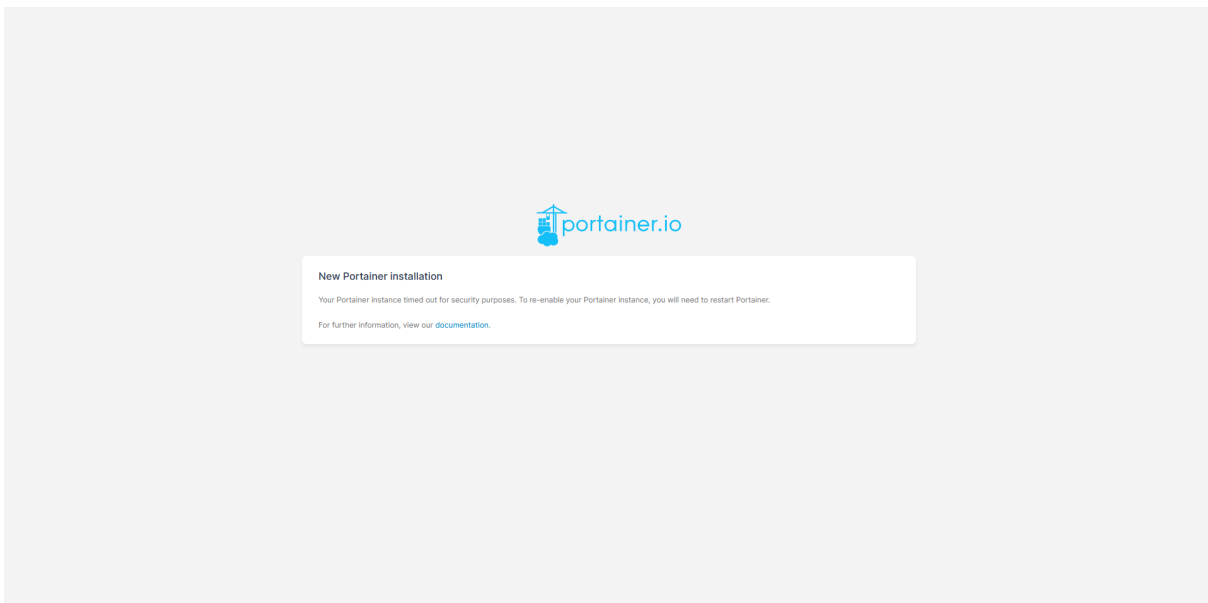 portainer.io
New Portainer installation
Your Portainer instance timed out for security purposes. To re-enable your Portainer instance, you will need to restart Portainer.
For further information, view our documentation.